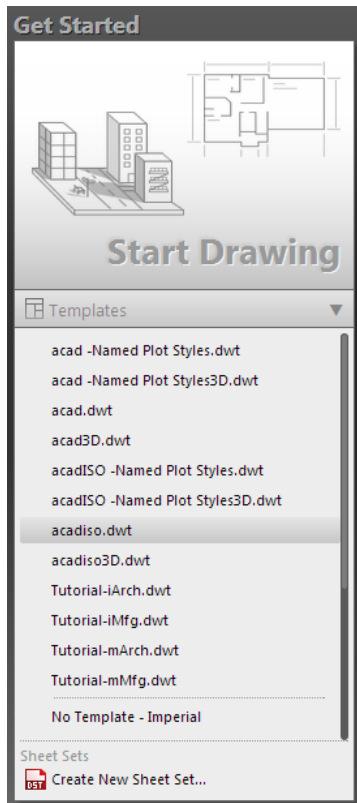 Get Started
Start Drawing
Templates
acad -Named Plot Styles.dwt
acad -Named Plot Styles3D.dwt
acad.dwt
acad3D.dwt
acadISO -Named Plot Styles.dwt
acadISO -Named Plot Styles3D.dwt
acadiso.dwt
acadiso3D.dwt
Tutorial-iArch.dwt
Tutorial-iMfg.dwt
Tutorial-mArch.dwt
Tutorial-mMfg.dwt
No Template - Imperial
Sheet Sets
DST Create New Sheet Set...